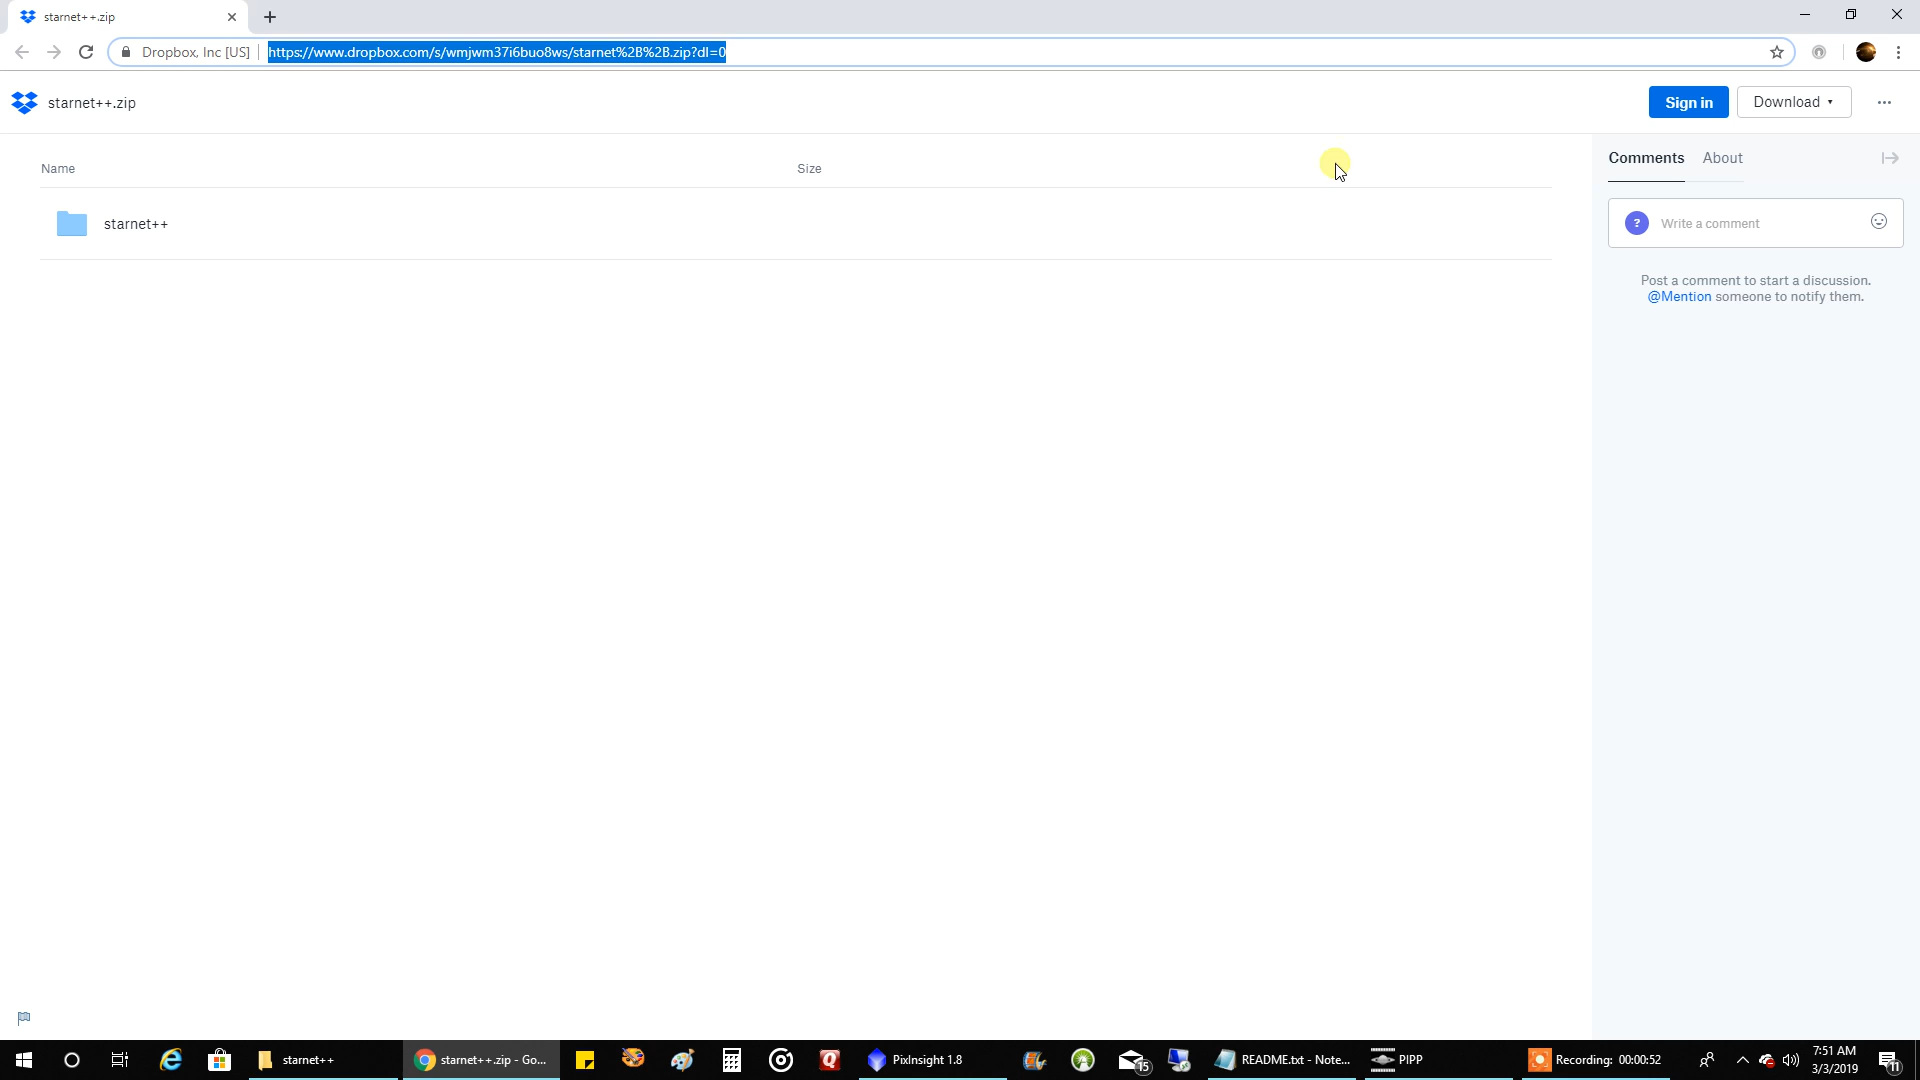 starnet++.zip
Dropbox, Inc [US] https://www.dropbox.com/s/wmjwm37i6buo8ws/starnet%2B%2B.zip?dl=0
starnet++.zip
Sign in
Download
Name
Size
Comments
About
starnet++
?
Write a comment
Post a comment to start a discussion.
@Mention someone to notify them.
starnet++
starnet++.zip - Go...
PixInsight 1.8
15
README.txt - Note...
PIPP
Recording: 00:00:52
7:51 AM
3/3/2019
11